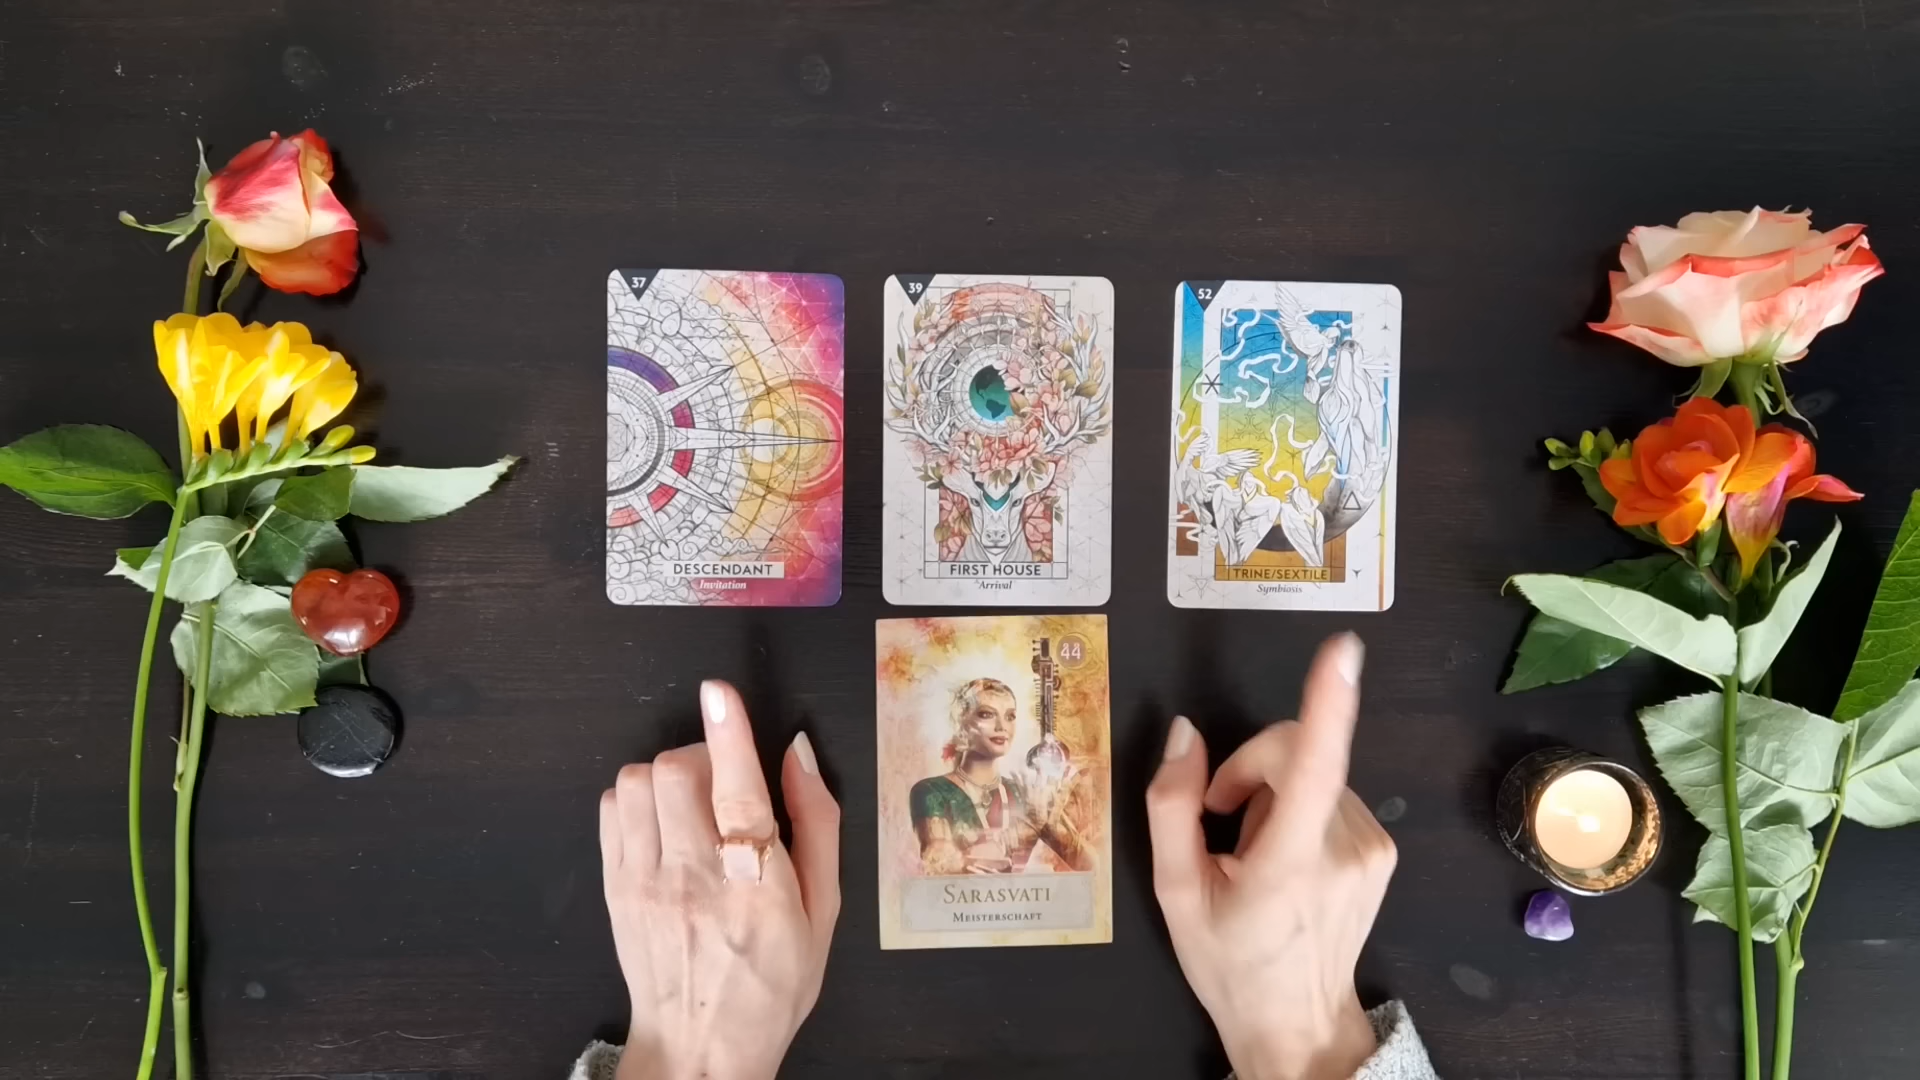 37
DESCENDANT
Invitation
39
FIRST HOUSE
Arrival
52
TRINE/SEXTILE
Symbiosis
44
SARASVATI
MEISTERSCHAFT